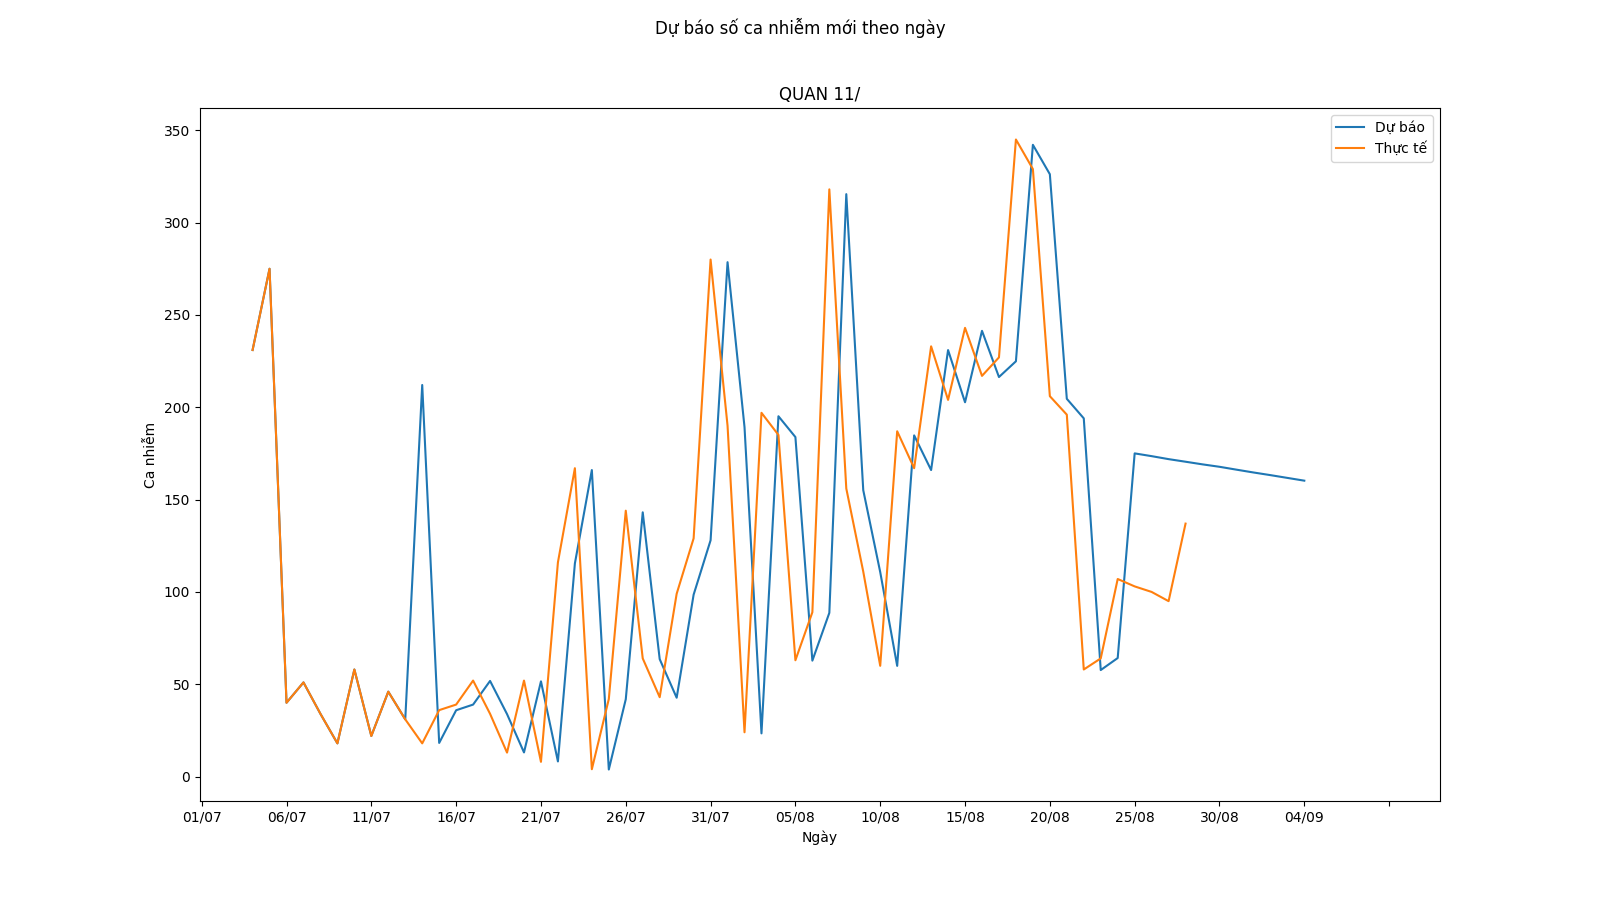 Dự báo số ca nhiễm mới theo ngày
QUAN 11/
Dự báo
Thực tế
350
300
250
200
150
100
50
0
Ca nhiễm
01/07 06/07 11/07 16/07 21/07 26/07 31/07 05/08 10/08 15/08 20/08 25/08 30/08 04/09
Ngày